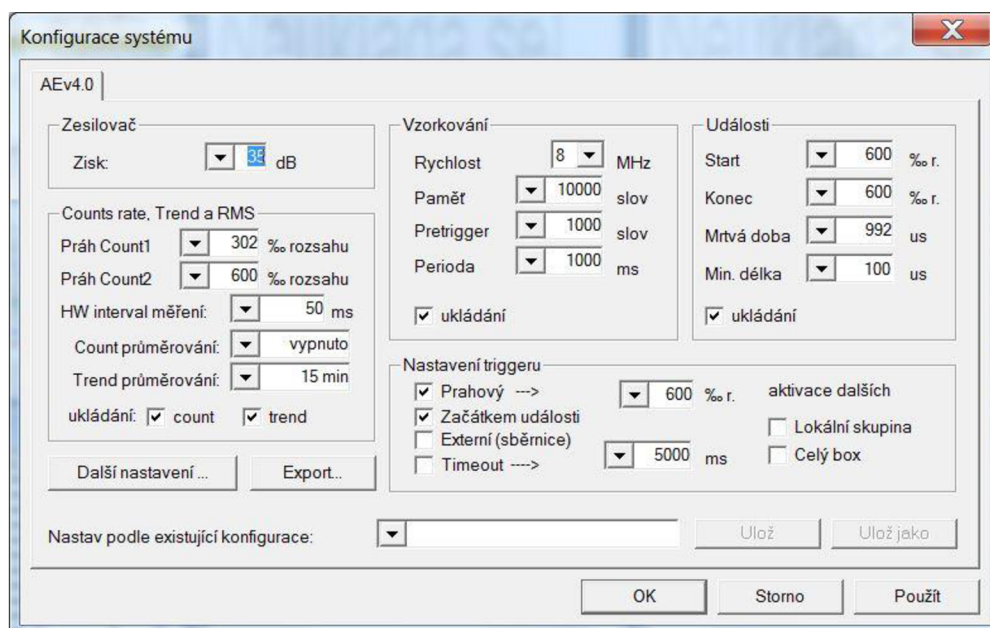 Konfigurace systému
AEv4.0
Zesilovač
Zisk: 35 dB
Counts rate, Trend a RMS
Práh Count1 302 ‰ rozsahu
Práh Count2 600 ‰ rozsahu
HW interval měření: 50 ms
Count průměrování: vypnuto
Trend průměrování: 15 min
ukládání: count trend
Další nastavení ... Export...
Vzorkování
Rychlost 8 MHz
Paměť 10000 slov
Pretrigger 1000 slov
Perioda 1000 ms
ukládání
Události
Start 600 ‰ r.
Konec 600 ‰ r.
Mrtvá doba 992 us
Min. délka 100 us
ukládání
Nastavení triggeru
Prahový ---> 600 ‰ r.
Začátkem události
Externí (sběrnice)
Timeout ----> 5000 ms
aktivace dalších
Lokální skupina
Celý box
Nastav podle existující konfigurace: Ulož Ulož jako
OK Storno Použít